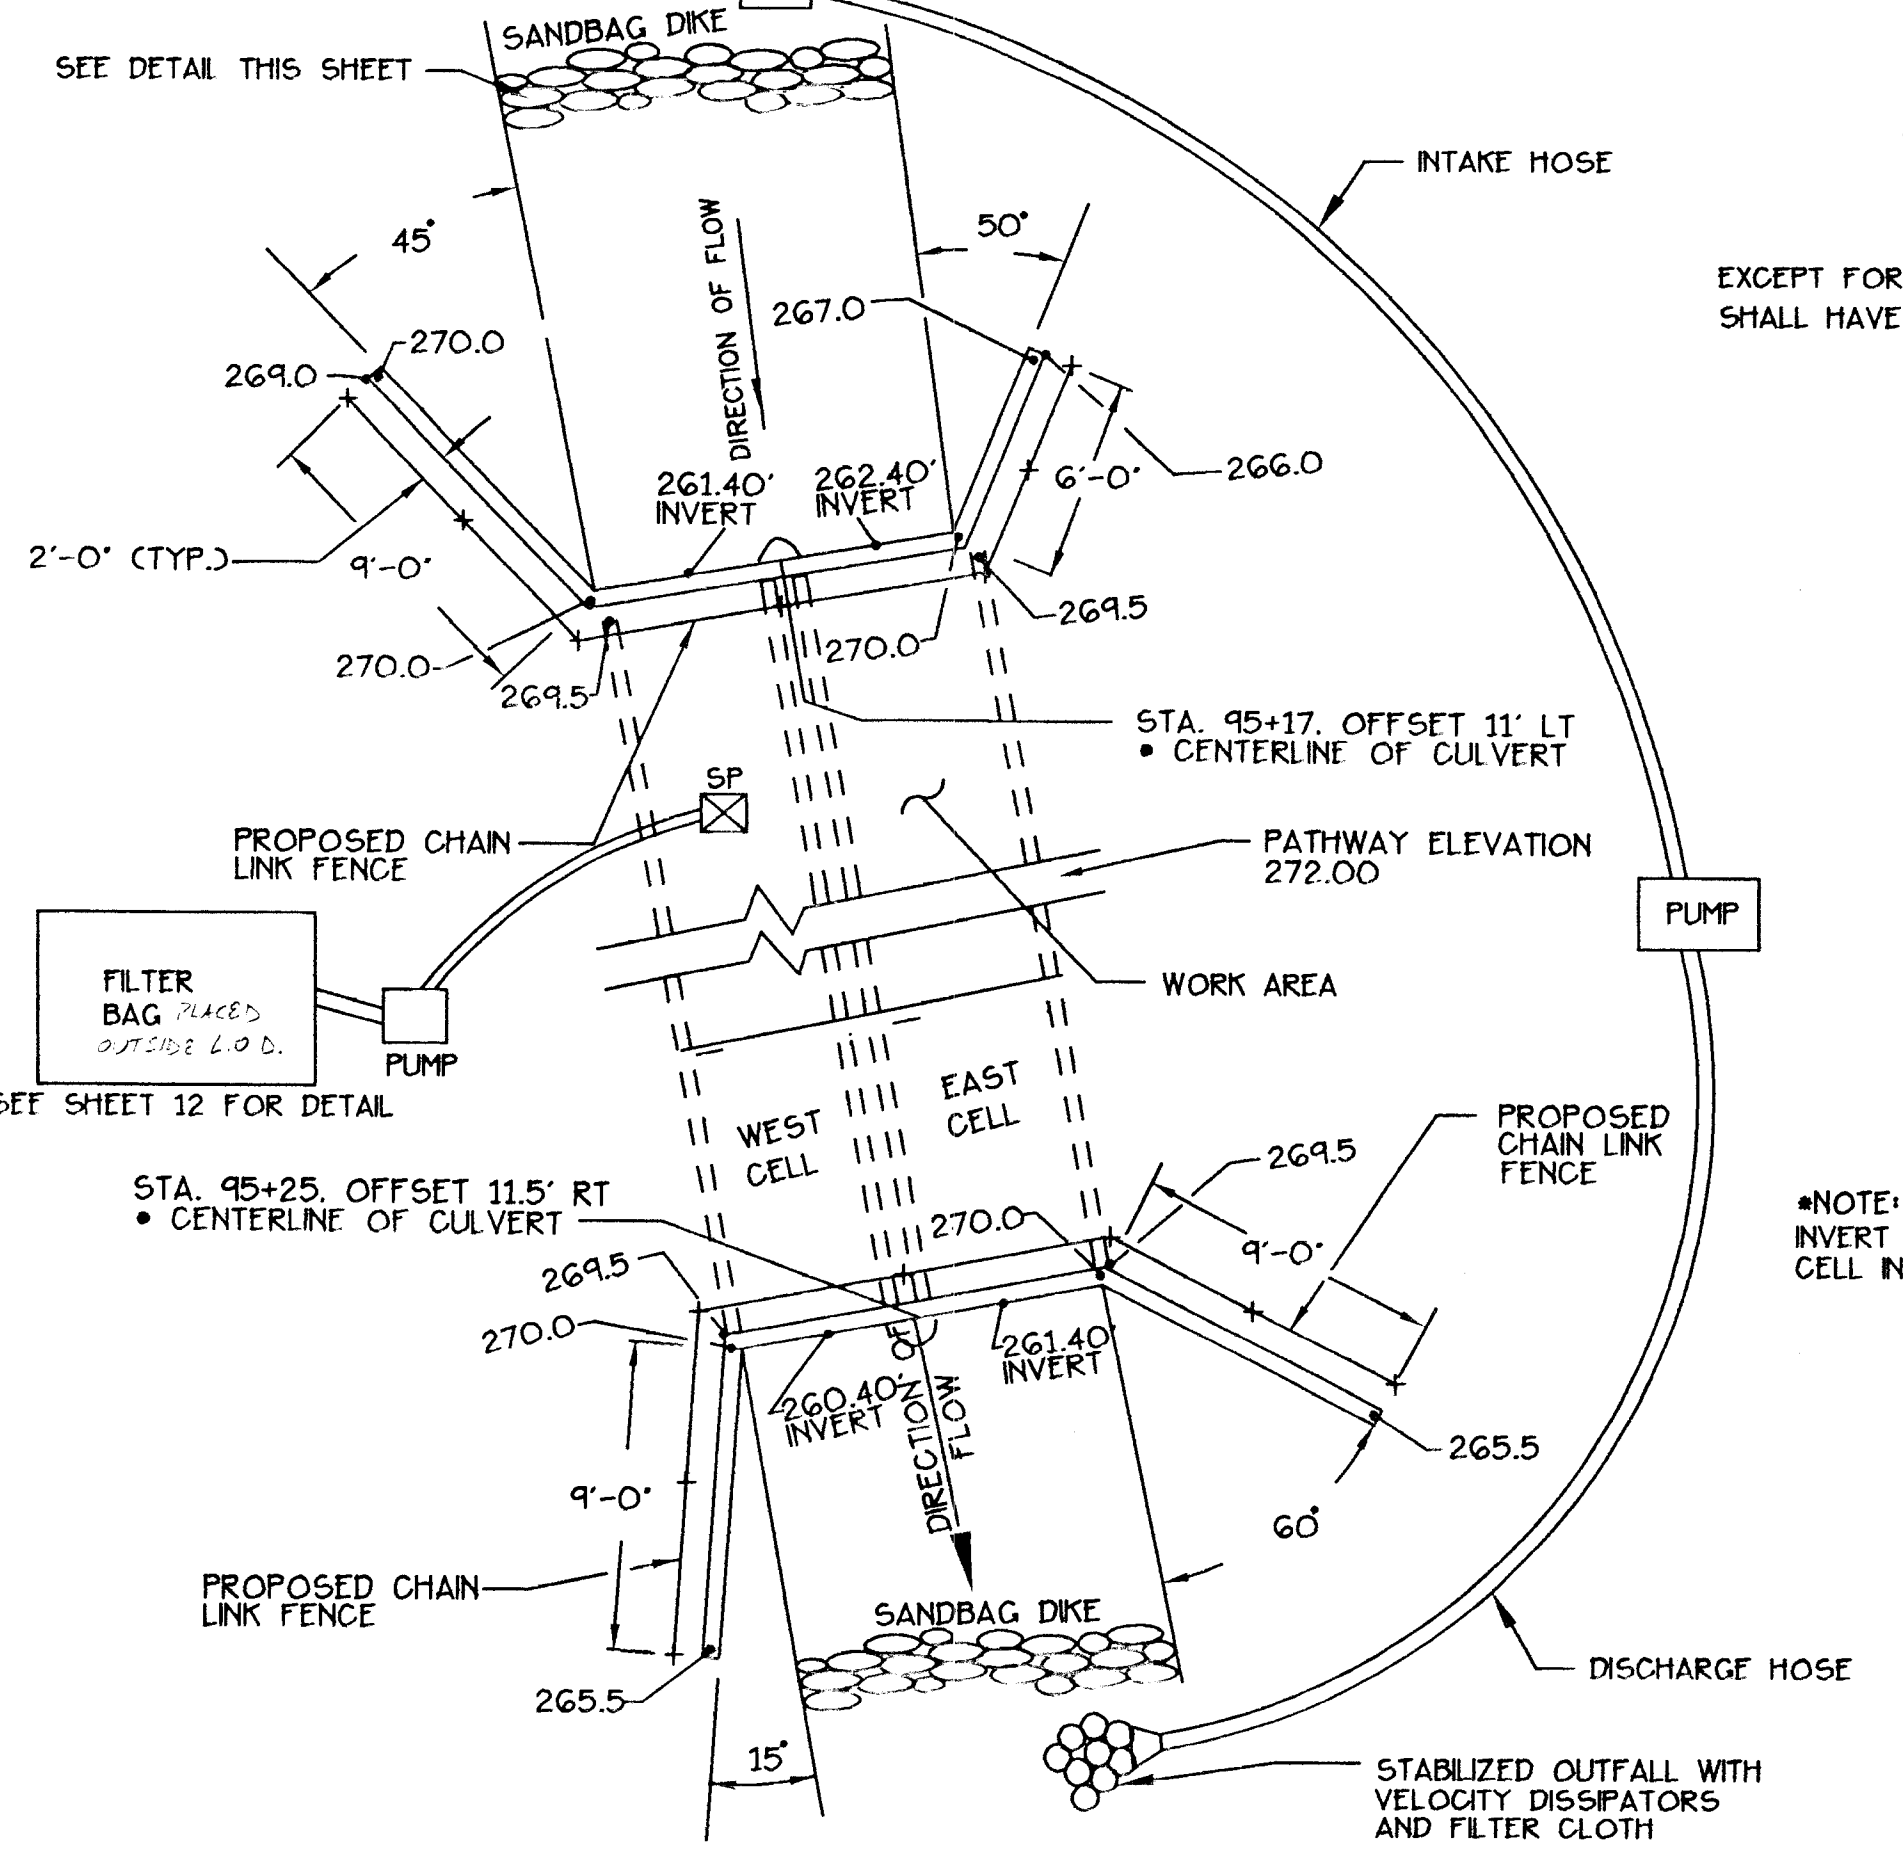 SANDBAG DIKE
SEE DETAIL THIS SHEET
INTAKE HOSE
45°
50°
DIRECTION OF FLOW
EXCEPT FOR
SHALL HAVE
267.0
270.0
269.0
266.0
6'-0"
261.40'
INVERT
262.40'
INVERT
2'-0" (TYP.)
9'-0"
269.5
270.0
270.0
269.5
STA. 95+17. OFFSET 11' LT
• CENTERLINE OF CULVERT
SP
PROPOSED CHAIN
LINK FENCE
PATHWAY ELEVATION
272.00
PUMP
FILTER
BAG PLACED
OUTSIDE L.O.D.
PUMP
WORK AREA
SEE SHEET 12 FOR DETAIL
EAST
CELL
WEST
CELL
PROPOSED
CHAIN LINK
FENCE
269.5
STA. 95+25. OFFSET 11.5' RT
• CENTERLINE OF CULVERT
270.0
9'-0"
*NOTE:
INVERT
CELL IN
269.5
270.0
261.40'
INVERT
260.40'
INVERT
DIRECTION OF
FLOW
265.5
9'-0"
60°
PROPOSED CHAIN
LINK FENCE
SANDBAG DIKE
265.5
DISCHARGE HOSE
15°
STABILIZED OUTFALL WITH
VELOCITY DISSIPATORS
AND FILTER CLOTH